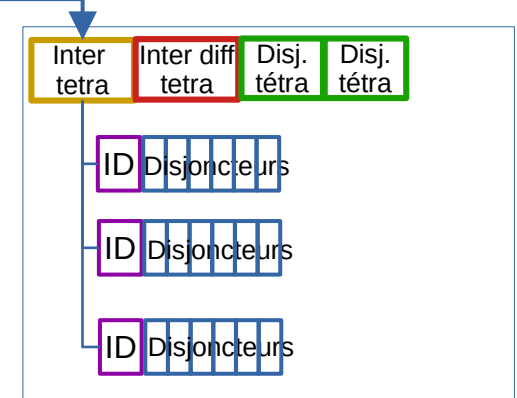 Inter tetra
Inter diff tetra
Disj. tétra
Disj. tétra
ID Disjoncteurs
ID Disjoncteurs
ID Disjoncteurs